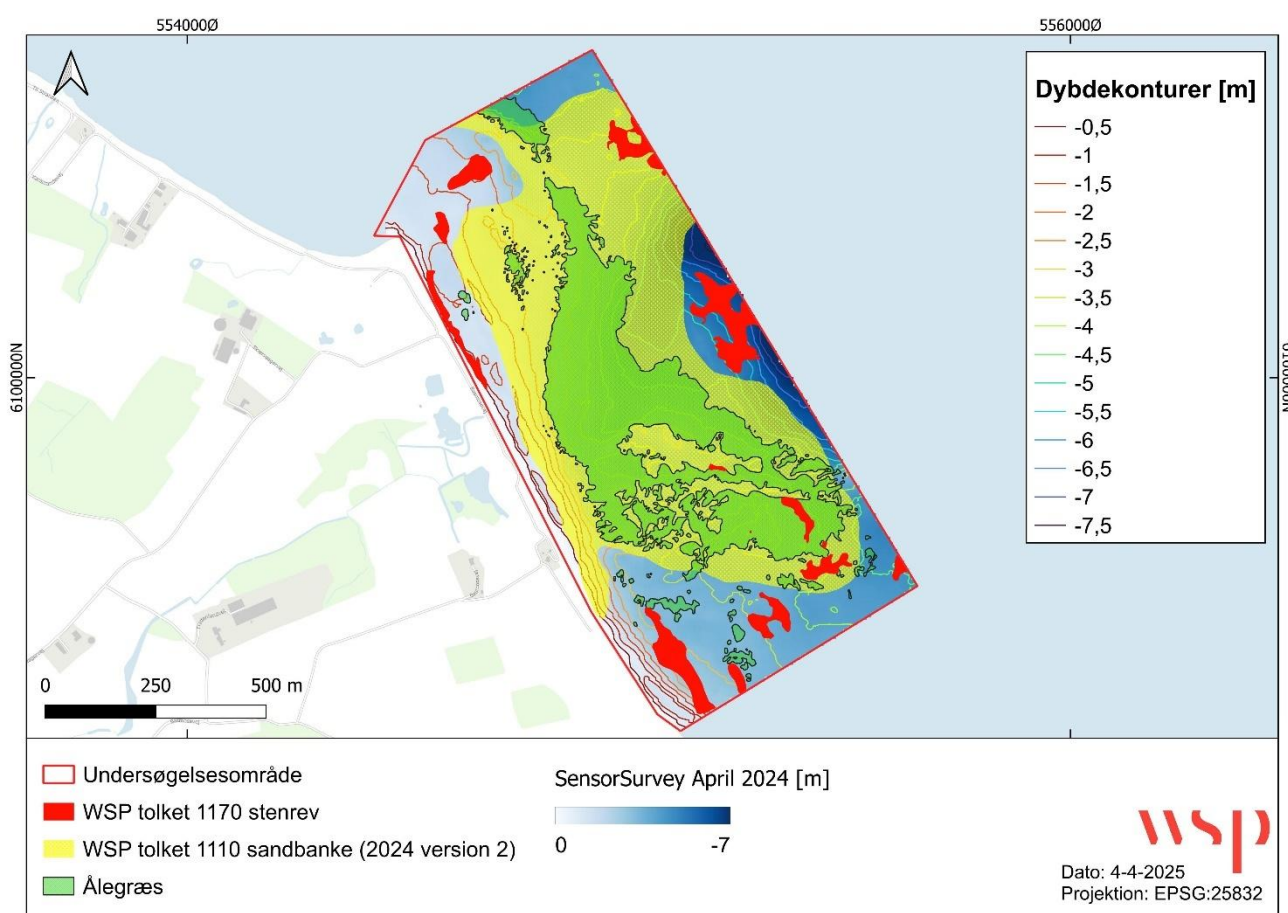 554000Ø
556000Ø
6100000N
6100000N
Dybdekonturer [m]
-0,5
-1
-1,5
-2
-2,5
-3
-3,5
-4
-4,5
-5
-5,5
-6
-6,5
-7
-7,5
0 250 500 m
Undersøgelsesområde
WSP tolket 1170 stenrev
WSP tolket 1110 sandbanke (2024 version 2)
Ålegræs
SensorSurvey April 2024 [m]
0 -7
wsp
Dato: 4-4-2025
Projektion: EPSG:25832